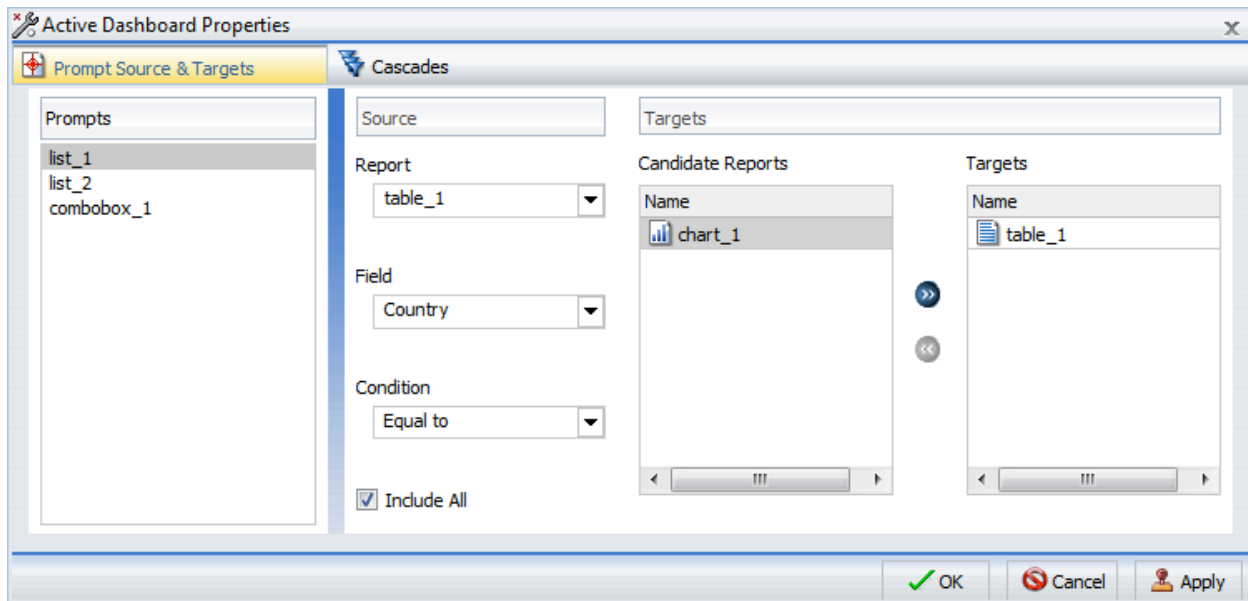 Active Dashboard Properties
Prompt Source & Targets
Cascades
Prompts
list_1
list_2
combobox_1
Source
Report
table_1
Field
Country
Condition
Equal to
Include All
Targets
Candidate Reports
Name
chart_1
Targets
Name
table_1
OK
Cancel
Apply